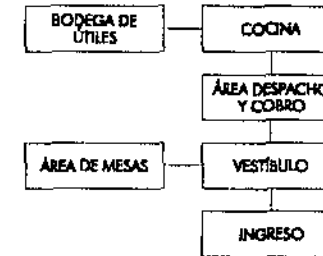 BODEGA DE
ÚTILES
COCINA
ÁREA DESPACHO
Y COBRO
ÁREA DE MESAS
VESTÍBULO
INGRESO